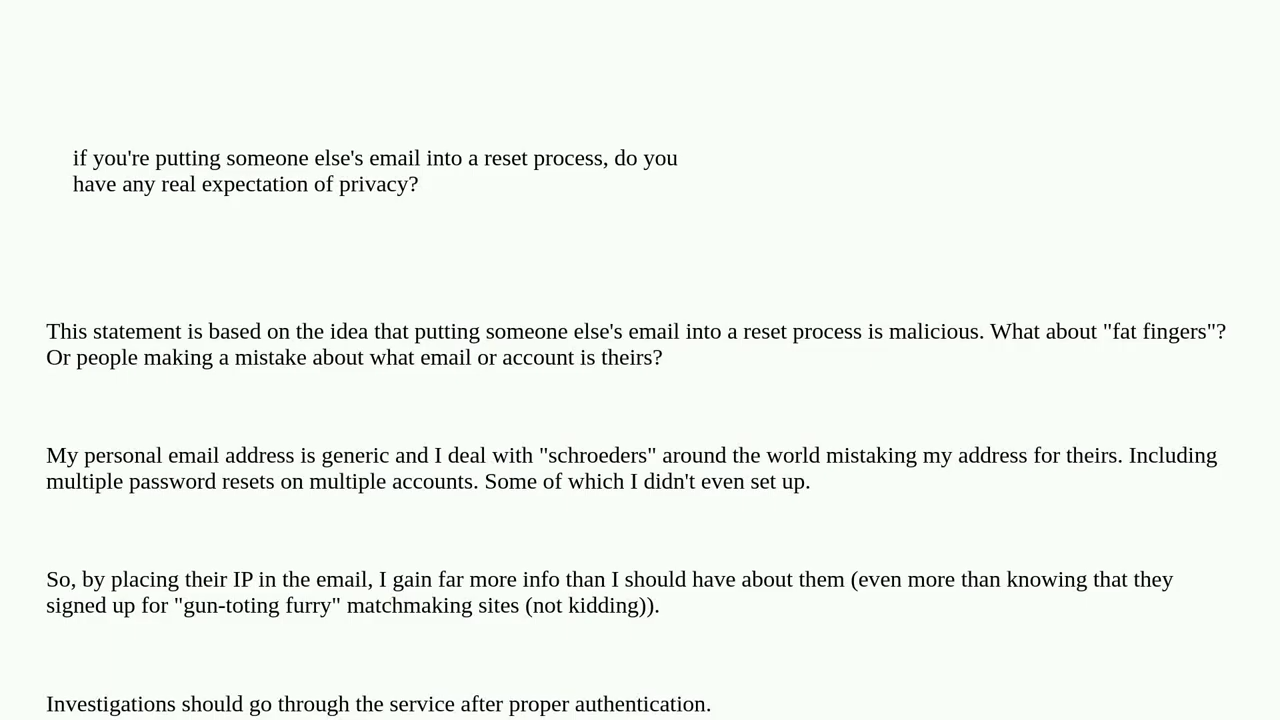 if you're putting someone else's email into a reset process, do you
have any real expectation of privacy?
This statement is based on the idea that putting someone else's email into a reset process is malicious. What about "fat fingers"?
Or people making a mistake about what email or account is theirs?
My personal email address is generic and I deal with "schroeders" around the world mistaking my address for theirs. Including
multiple password resets on multiple accounts. Some of which I didn't even set up.
So, by placing their IP in the email, I gain far more info than I should have about them (even more than knowing that they
signed up for "gun-toting furry" matchmaking sites (not kidding)).
Investigations should go through the service after proper authentication.